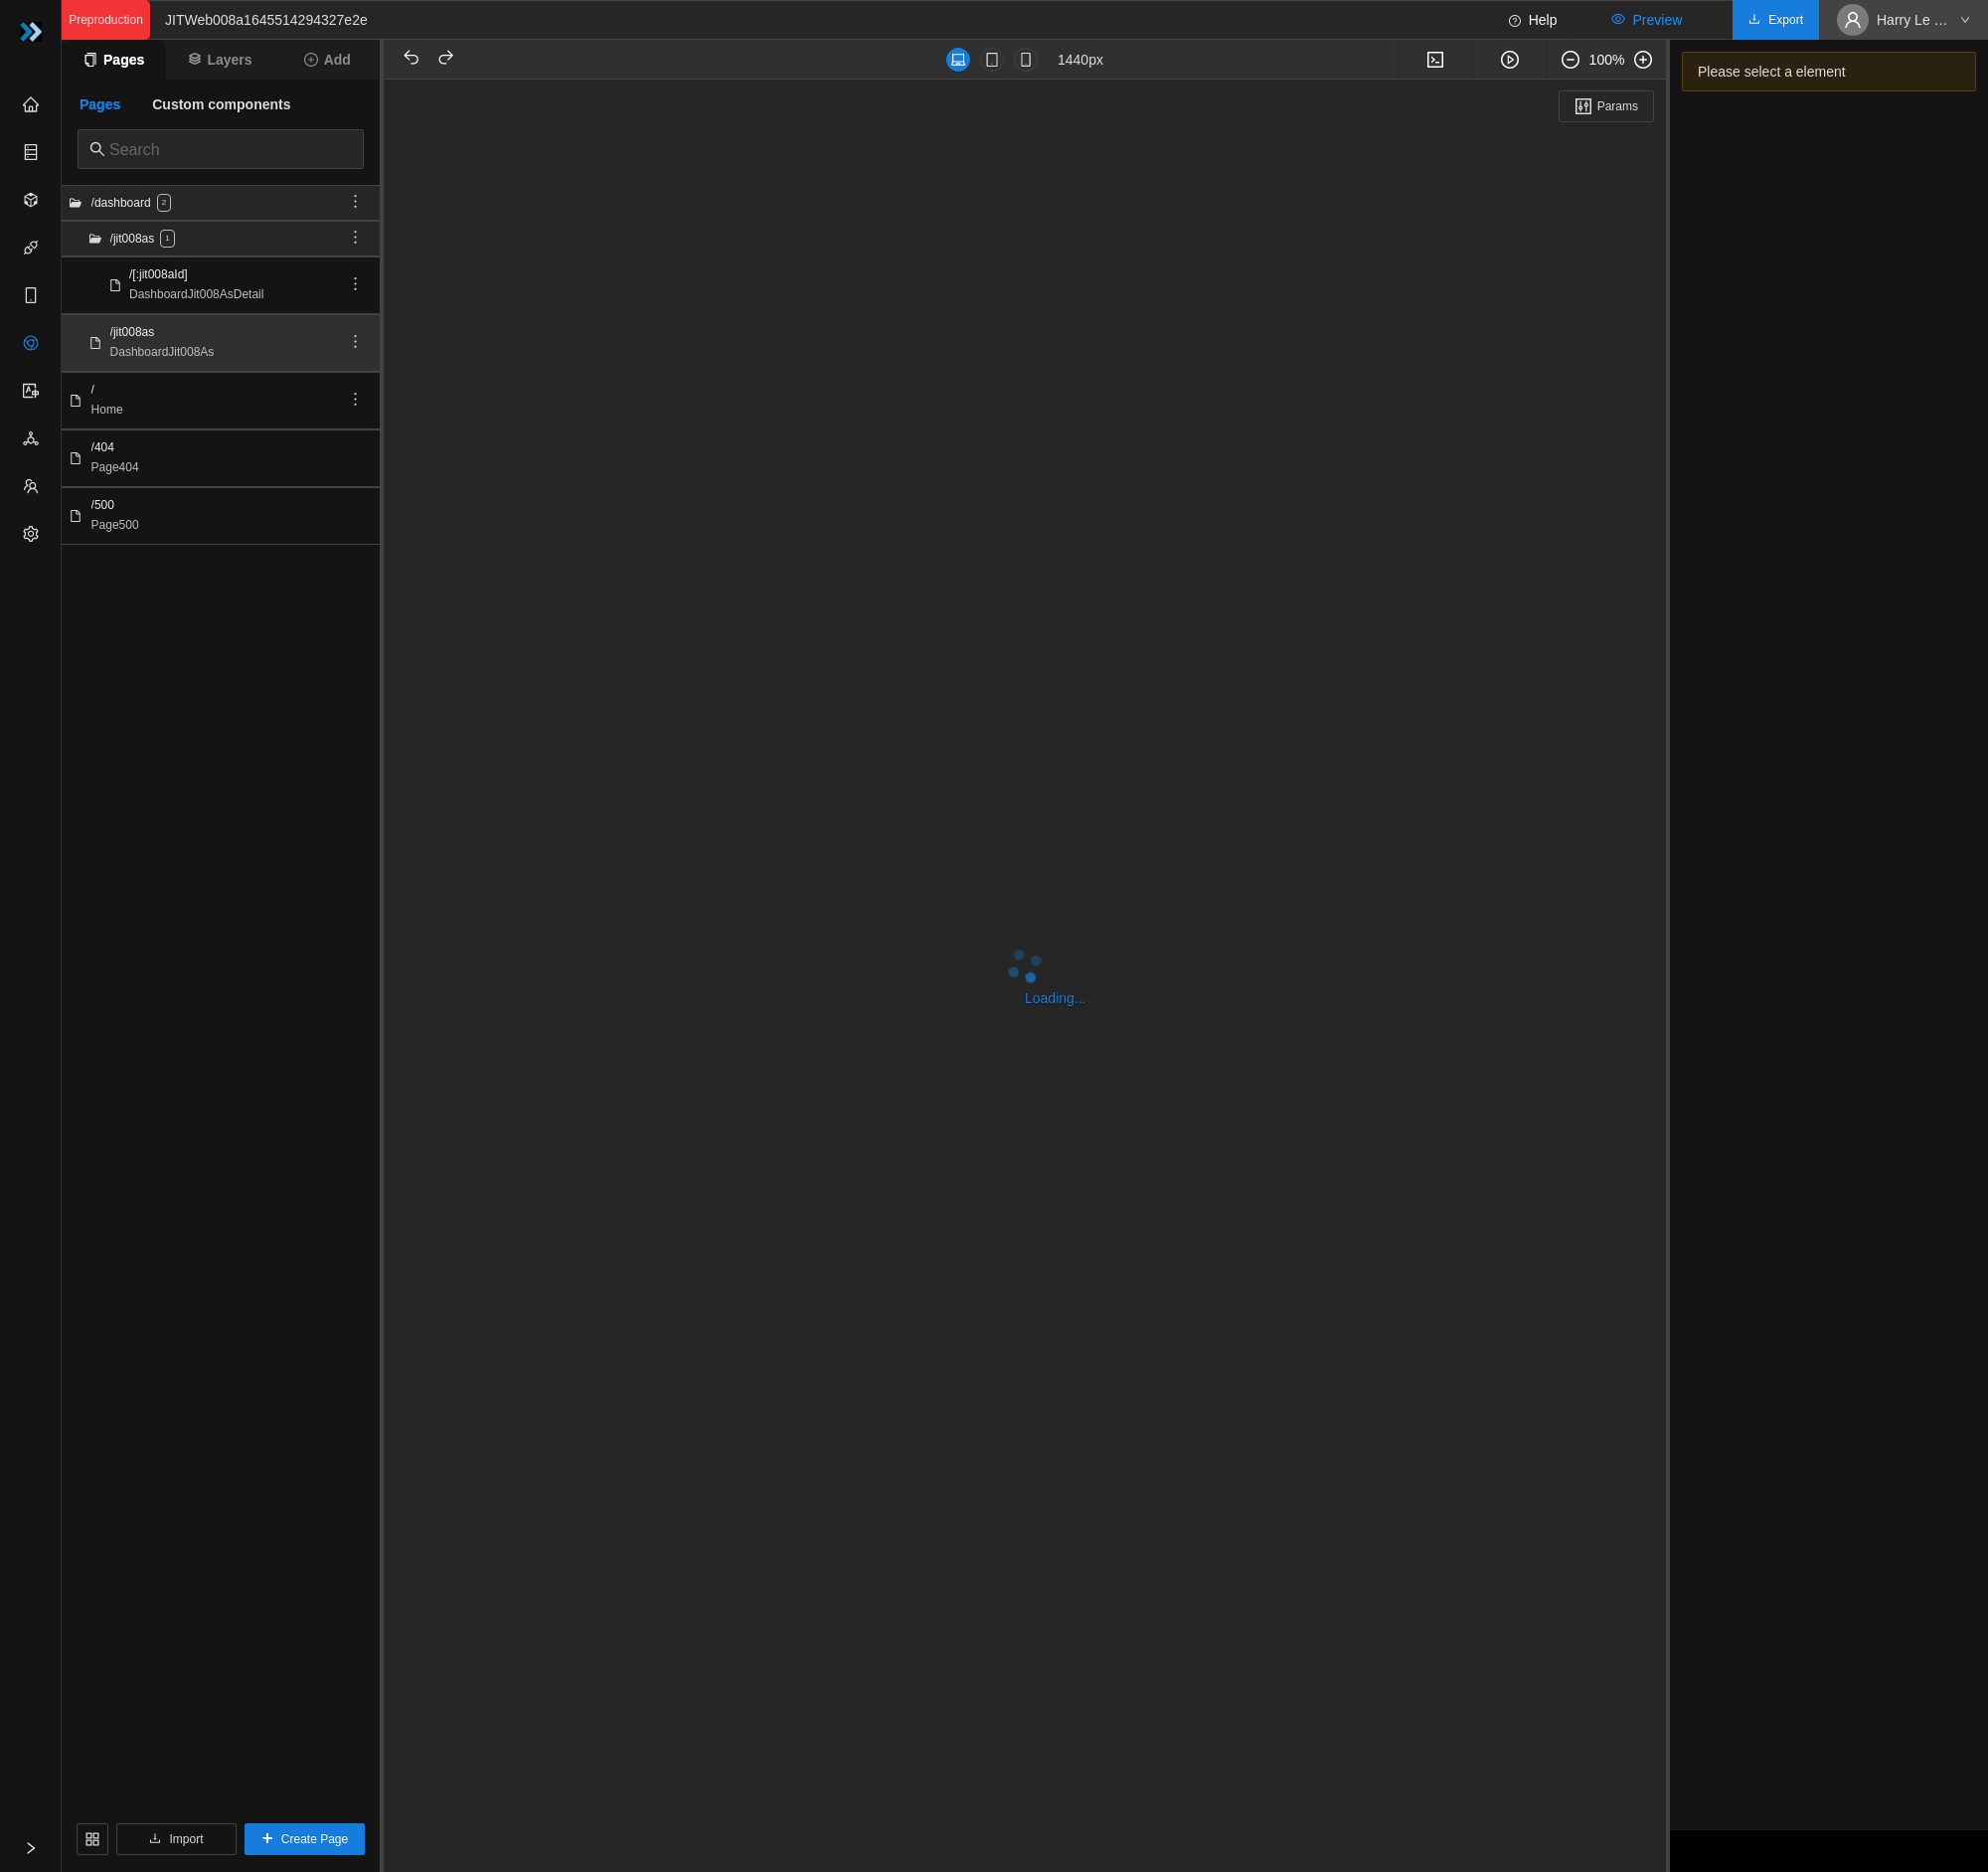 Preproduction
JITWeb008a1645514294327e2e
Help
Preview
Export
Harry Le ...
Pages
Layers
Add
1440px
100%
Please select a element
Pages
Custom components
Params
Search
/dashboard 2
/jit008as 1
/[:jit008aId]
DashboardJit008AsDetail
/jit008as
DashboardJit008As
/
Home
/404
Page404
/500
Page500
Loading...
Import
Create Page